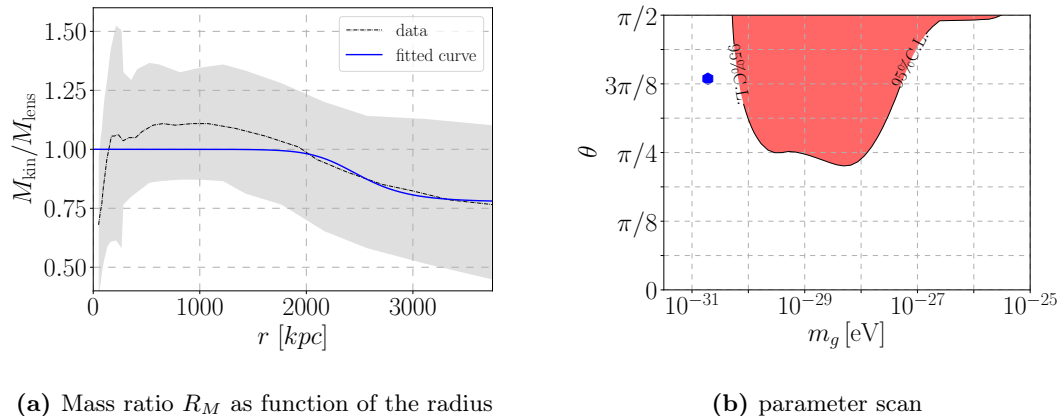 1.50
1.25
1.00
0.75
0.50
M_kin/M_lens
data
fitted curve
0
1000
2000
3000
r [kpc]
(a) Mass ratio R_M as function of the radius
π/2
3π/8
π/4
π/8
0
θ
95%C.L.
95%C.L.
10^−31
10^−29
10^−27
10^−25
m_g [eV]
(b) parameter scan